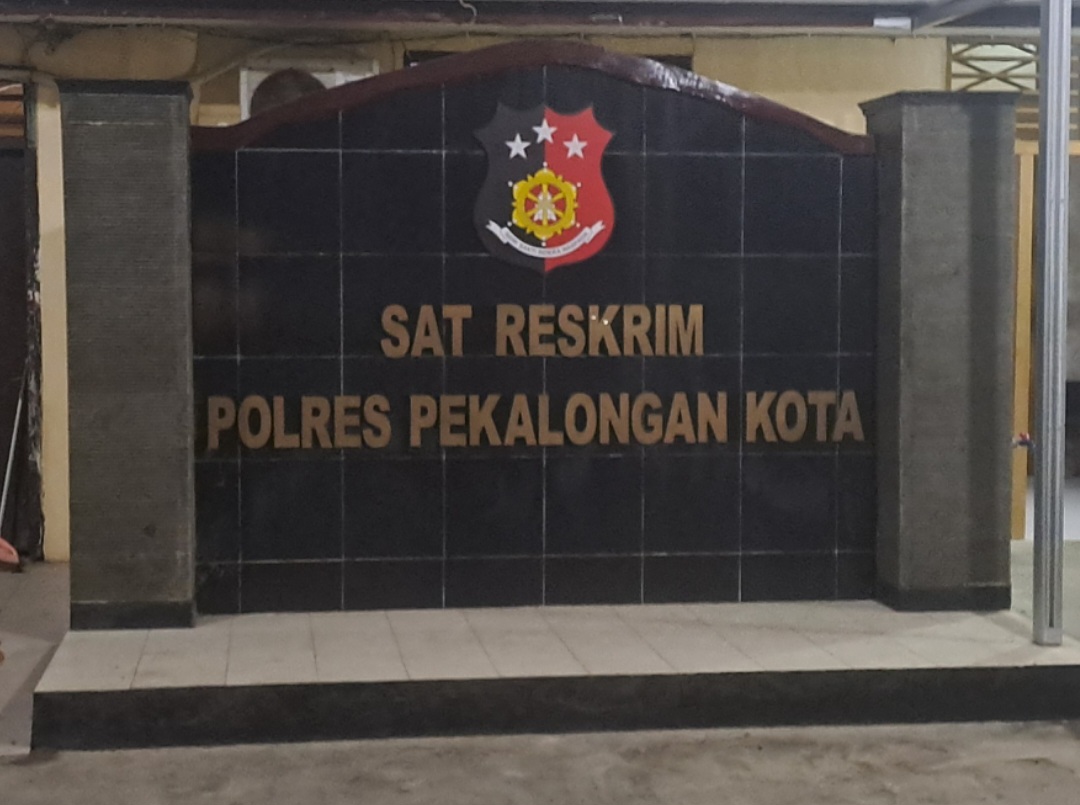 SAT RESKRIM
POLRES PEKALONGAN KOTA